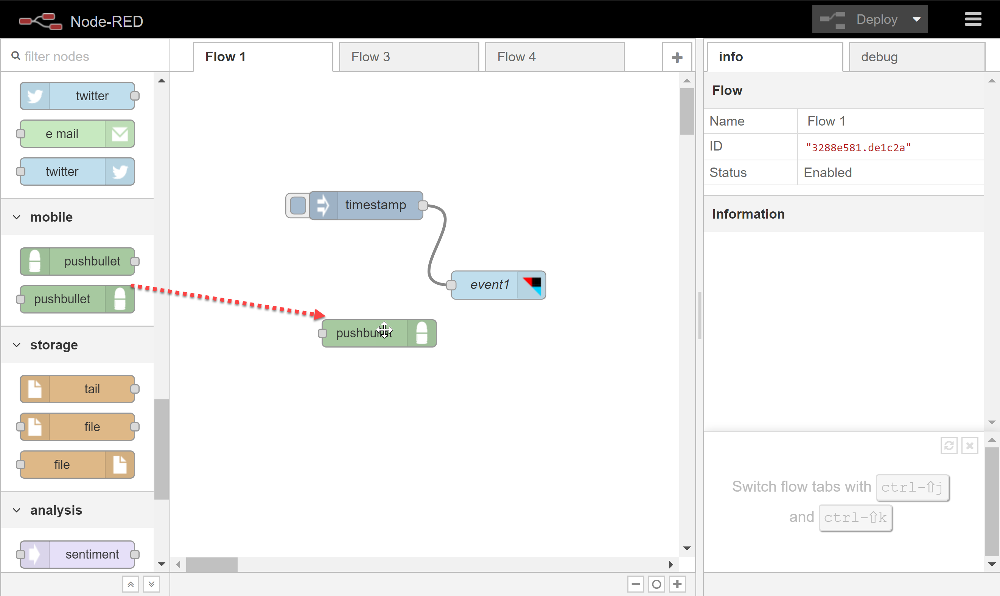 Node-RED
Deploy
filter nodes
Flow 1
Flow 3
Flow 4
info
debug
twitter
e mail
twitter
mobile
pushbullet
pushbullet
storage
tail
file
file
analysis
sentiment
timestamp
event1
pushbullet
Flow
Name Flow 1
ID "3288e581.de1c2a"
Status Enabled
Information
Switch flow tabs with ctrl-⇧j
and ctrl-⇧k